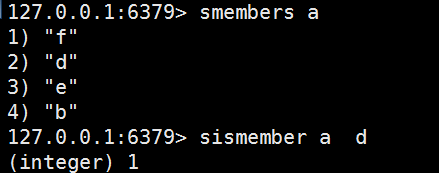 127.0.0.1:6379> smembers a
1) "f"
2) "d"
3) "e"
4) "b"
127.0.0.1:6379> sismember a  d
(integer) 1